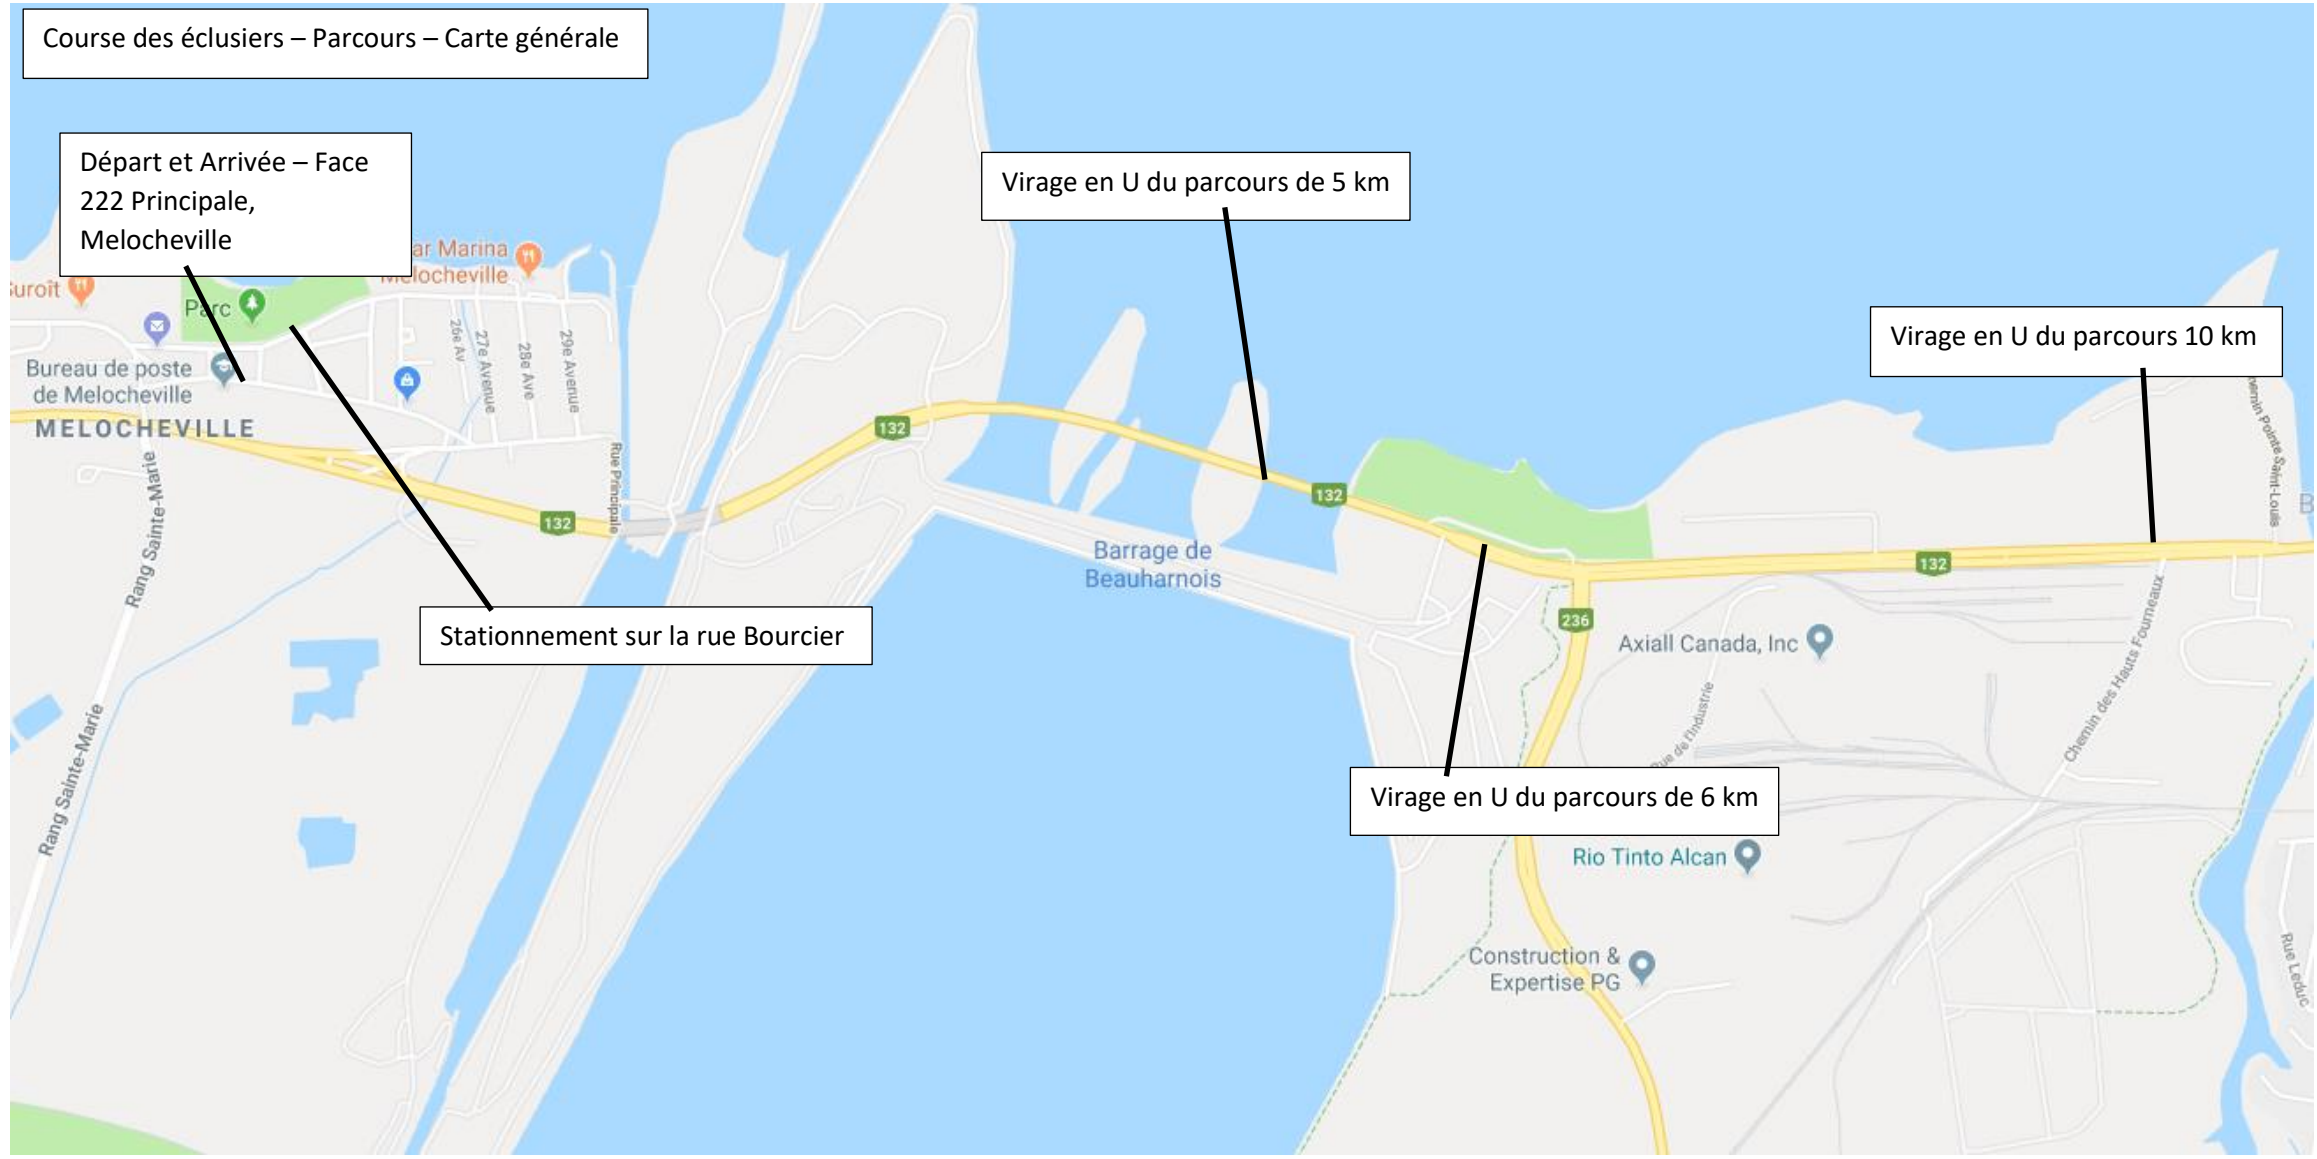 Course des éclusiers – Parcours – Carte générale
Départ et Arrivée – Face
222 Principale,
Melocheville
Virage en U du parcours de 5 km
Virage en U du parcours 10 km
Stationnement sur la rue Bourcier
Virage en U du parcours de 6 km
ar Marina
Melocheville
uroît
Parc
Bureau de poste
de Melocheville
MELOCHEVILLE
26e Av
27e Avenue
28e Ave
29e Avenue
Rue Principale
Rang Sainte-Marie
Rang Sainte-Marie
132
132
132
132
236
Barrage de
Beauharnois
Axiall Canada, Inc
Rue de l'Industrie
Chemin des Hauts Fourneaux
hemin Pointe Saint-Louis
B
Rio Tinto Alcan
Construction &
Expertise PG
Rue Leduc